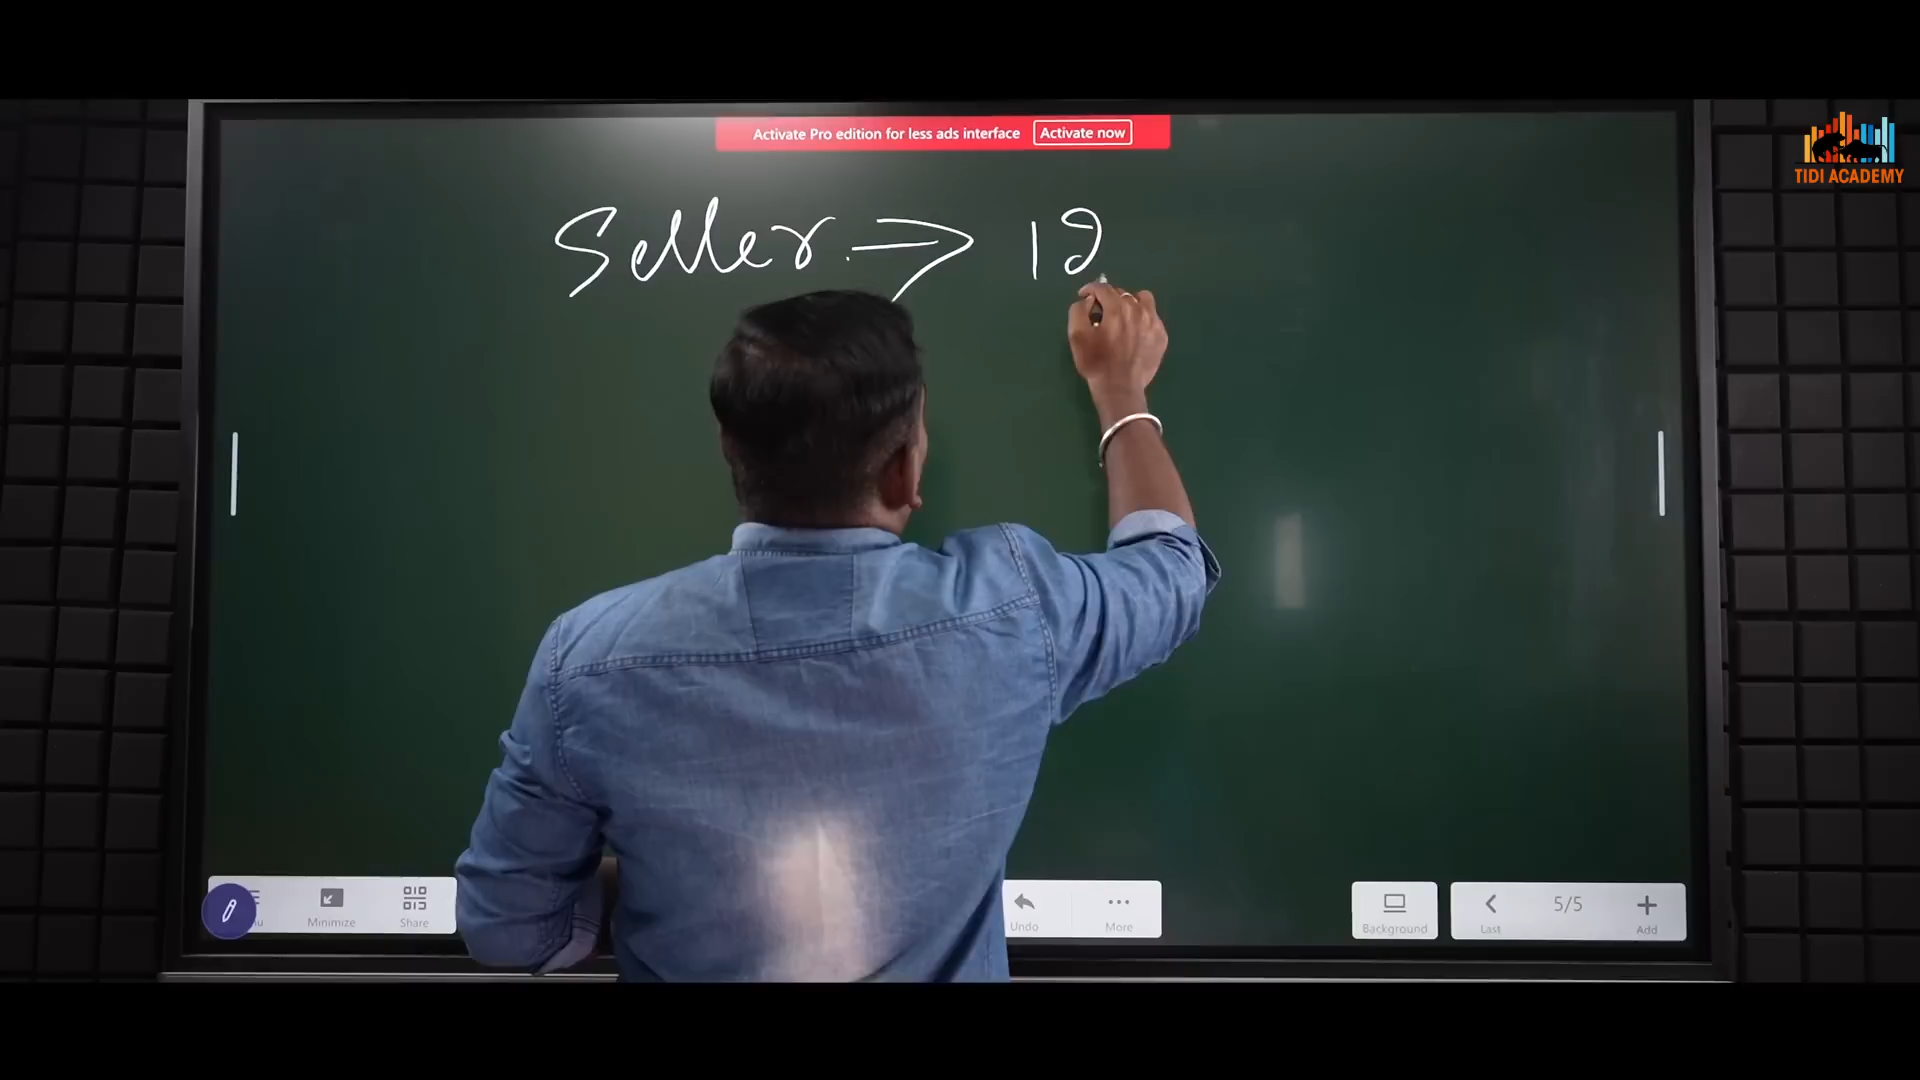 Activate Pro edition for less ads interface Activate now
TIDI ACADEMY
Seller → 12
Minimize
Share
Undo
More
Background
Last
5/5
Add